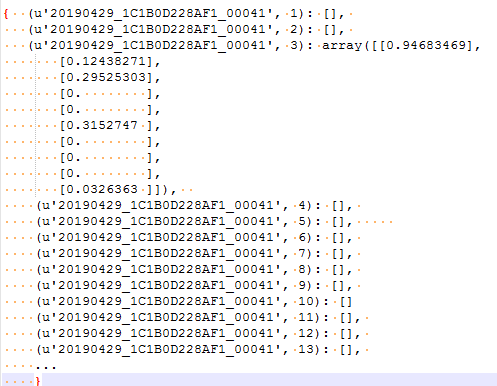 { (u'20190429_1C1B0D228AF1_00041', 1): [],
(u'20190429_1C1B0D228AF1_00041', 2): [],
(u'20190429_1C1B0D228AF1_00041', 3): array([[0.94683469],
[0.12438271],
[0.29525303],
[0.        ],
[0.3152747 ],
[0.        ],
[0.        ],
[0.        ],
[0.0326363 ]]),
(u'20190429_1C1B0D228AF1_00041', 4): [],
(u'20190429_1C1B0D228AF1_00041', 5): [],
(u'20190429_1C1B0D228AF1_00041', 6): [],
(u'20190429_1C1B0D228AF1_00041', 7): [],
(u'20190429_1C1B0D228AF1_00041', 8): [],
(u'20190429_1C1B0D228AF1_00041', 9): [],
(u'20190429_1C1B0D228AF1_00041', 10): []
(u'20190429_1C1B0D228AF1_00041', 11): [],
(u'20190429_1C1B0D228AF1_00041', 12): [],
(u'20190429_1C1B0D228AF1_00041', 13): [],
...
}